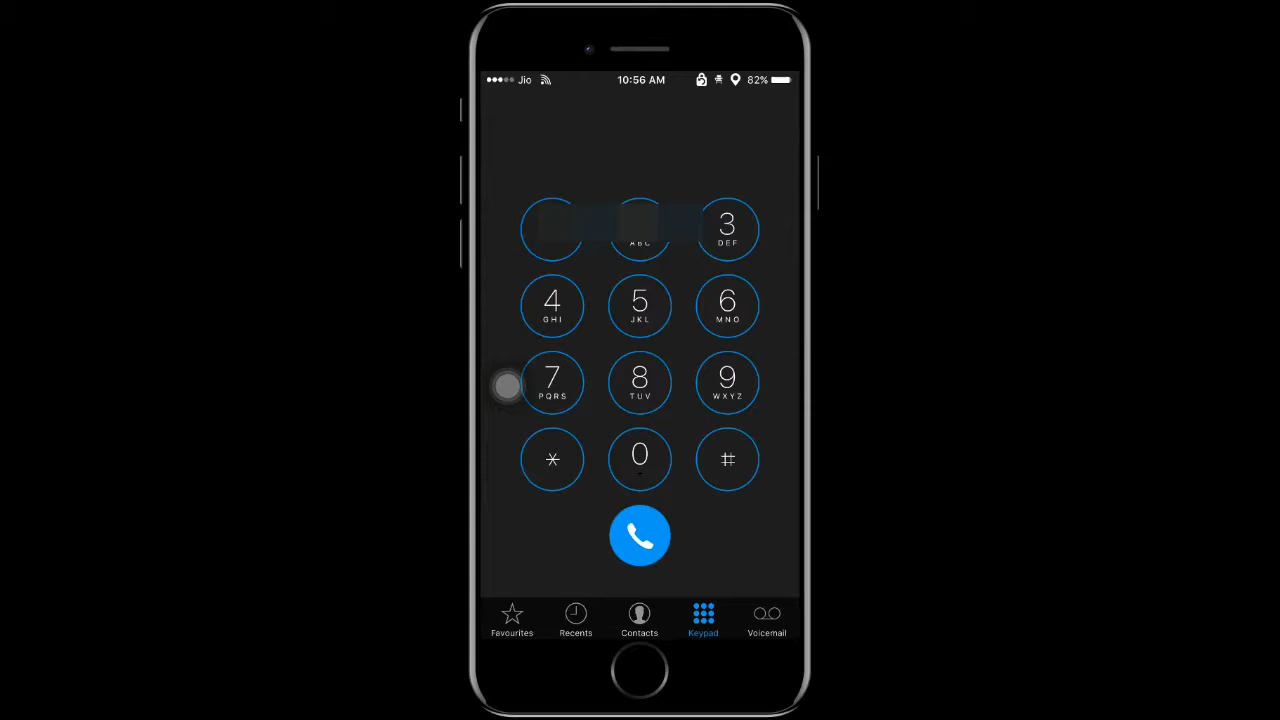 Jio 10:56 AM 82%
3
ABC DEF
4 5 6
GHI JKL MNO
7 8 9
PQRS TUV WXYZ
* 0 #
Favourites Recents Contacts Keypad Voicemail